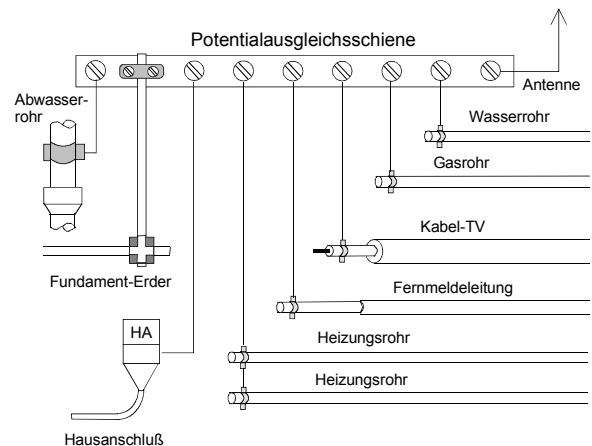 Potentialausgleichsschiene
Antenne
Abwasser-
rohr
Wasserrohr
Gasrohr
Kabel-TV
Fundament-Erder
Fernmeldeleitung
HA
Heizungsrohr
Heizungsrohr
Hausanschluß